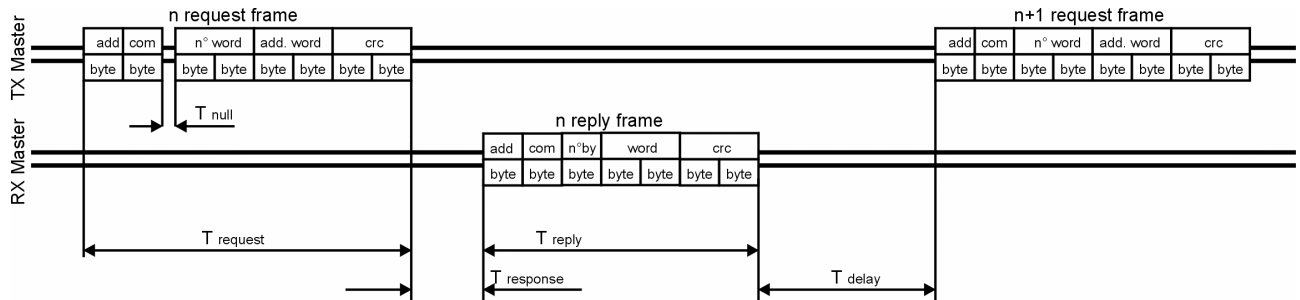 n request frame
n+1 request frame
TX Master
add com n° word add. word crc
add com n° word add. word crc
byte byte byte byte byte byte byte byte
byte byte byte byte byte byte byte byte
T null
n reply frame
RX Master
add com n°by word crc
byte byte byte byte byte byte byte
T request
T reply
T response
T delay